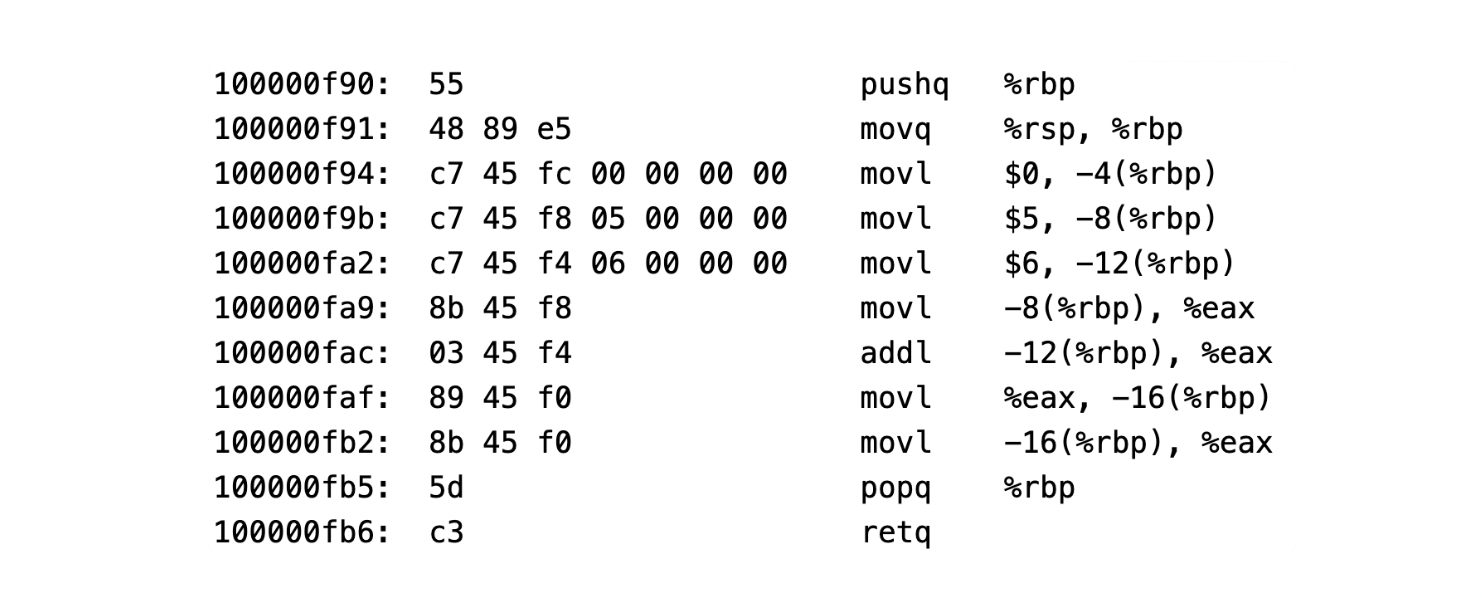 100000f90: 55 pushq %rbp
100000f91: 48 89 e5 movq %rsp, %rbp
100000f94: c7 45 fc 00 00 00 00 movl $0, -4(%rbp)
100000f9b: c7 45 f8 05 00 00 00 movl $5, -8(%rbp)
100000fa2: c7 45 f4 06 00 00 00 movl $6, -12(%rbp)
100000fa9: 8b 45 f8 movl -8(%rbp), %eax
100000fac: 03 45 f4 addl -12(%rbp), %eax
100000faf: 89 45 f0 movl %eax, -16(%rbp)
100000fb2: 8b 45 f0 movl -16(%rbp), %eax
100000fb5: 5d popq %rbp
100000fb6: c3 retq